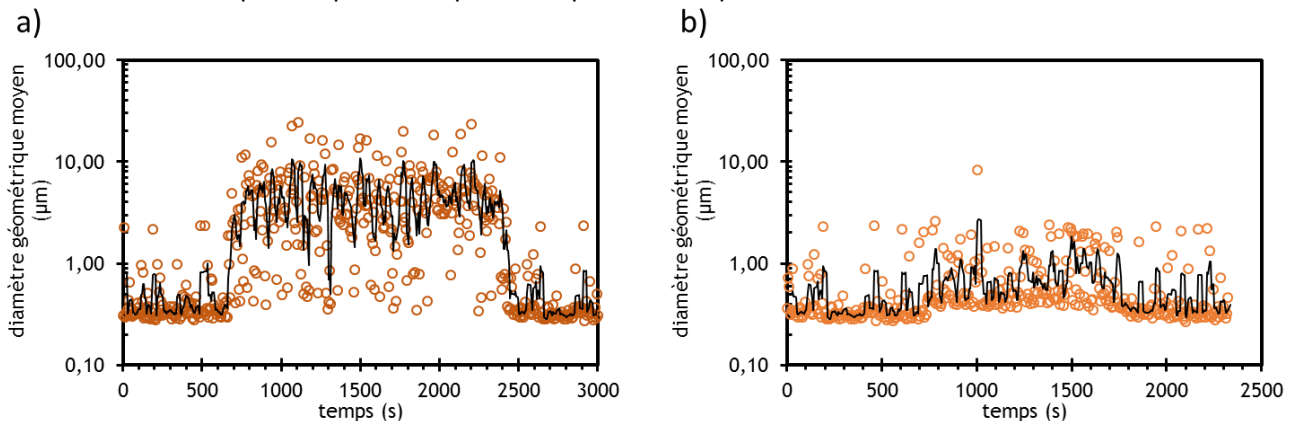 a)
b)
diamètre géométrique moyen
(µm)
100,00
10,00
1,00
0,10
0 500 1000 1500 2000 2500 3000
temps (s)
diamètre géométrique moyen
(µm)
100,00
10,00
1,00
0,10
0 500 1000 1500 2000 2500
temps (s)